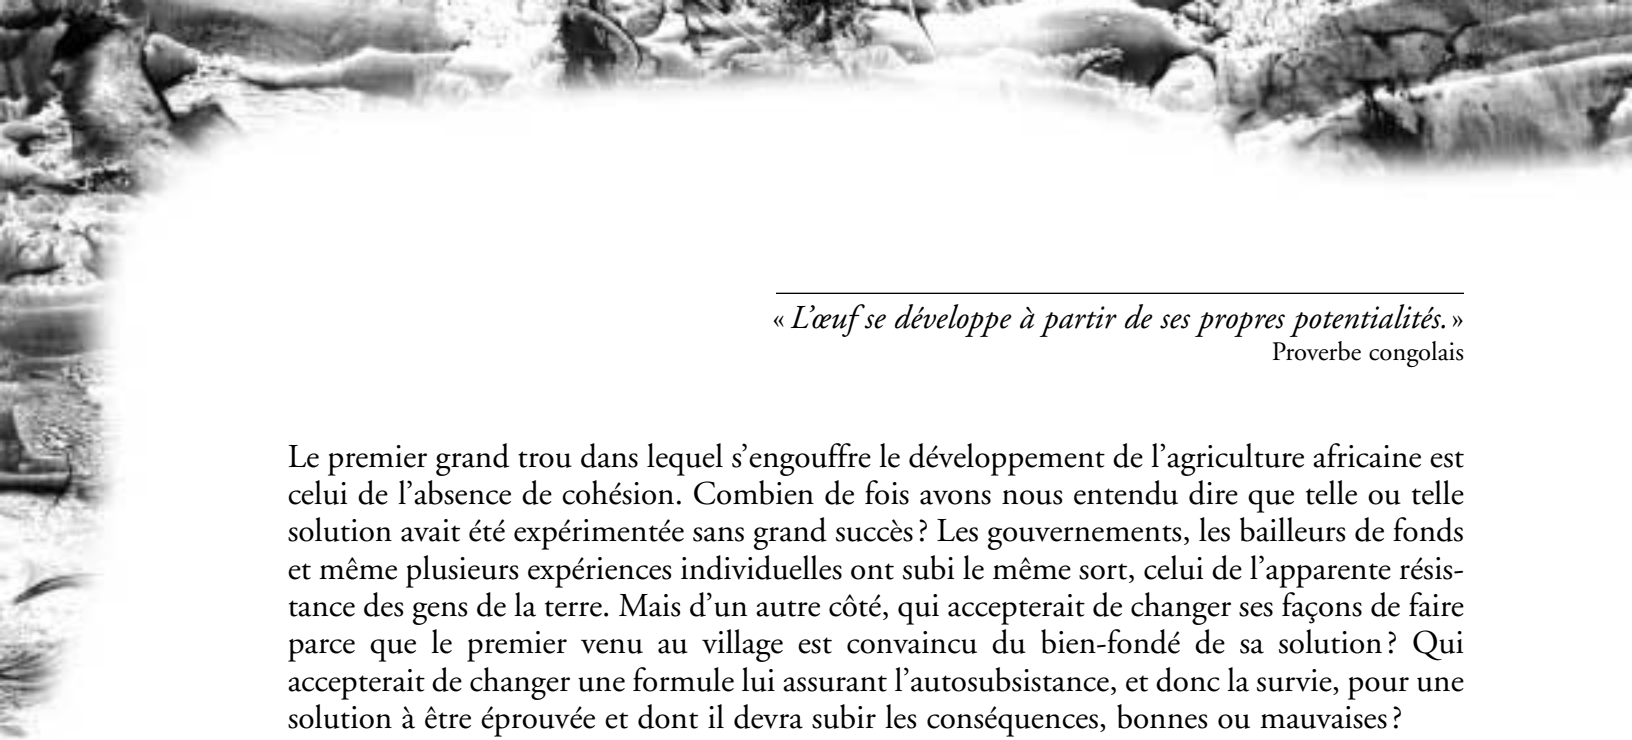 « L’œuf se développe à partir de ses propres potentialités. »
Proverbe congolais
Le premier grand trou dans lequel s’engouffre le développement de l’agriculture africaine est
celui de l’absence de cohésion. Combien de fois avons nous entendu dire que telle ou telle
solution avait été expérimentée sans grand succès ? Les gouvernements, les bailleurs de fonds
et même plusieurs expériences individuelles ont subi le même sort, celui de l’apparente résis-
tance des gens de la terre. Mais d’un autre côté, qui accepterait de changer ses façons de faire
parce que le premier venu au village est convaincu du bien-fondé de sa solution ? Qui
accepterait de changer une formule lui assurant l’autosubsistance, et donc la survie, pour une
solution à être éprouvée et dont il devra subir les conséquences, bonnes ou mauvaises ?